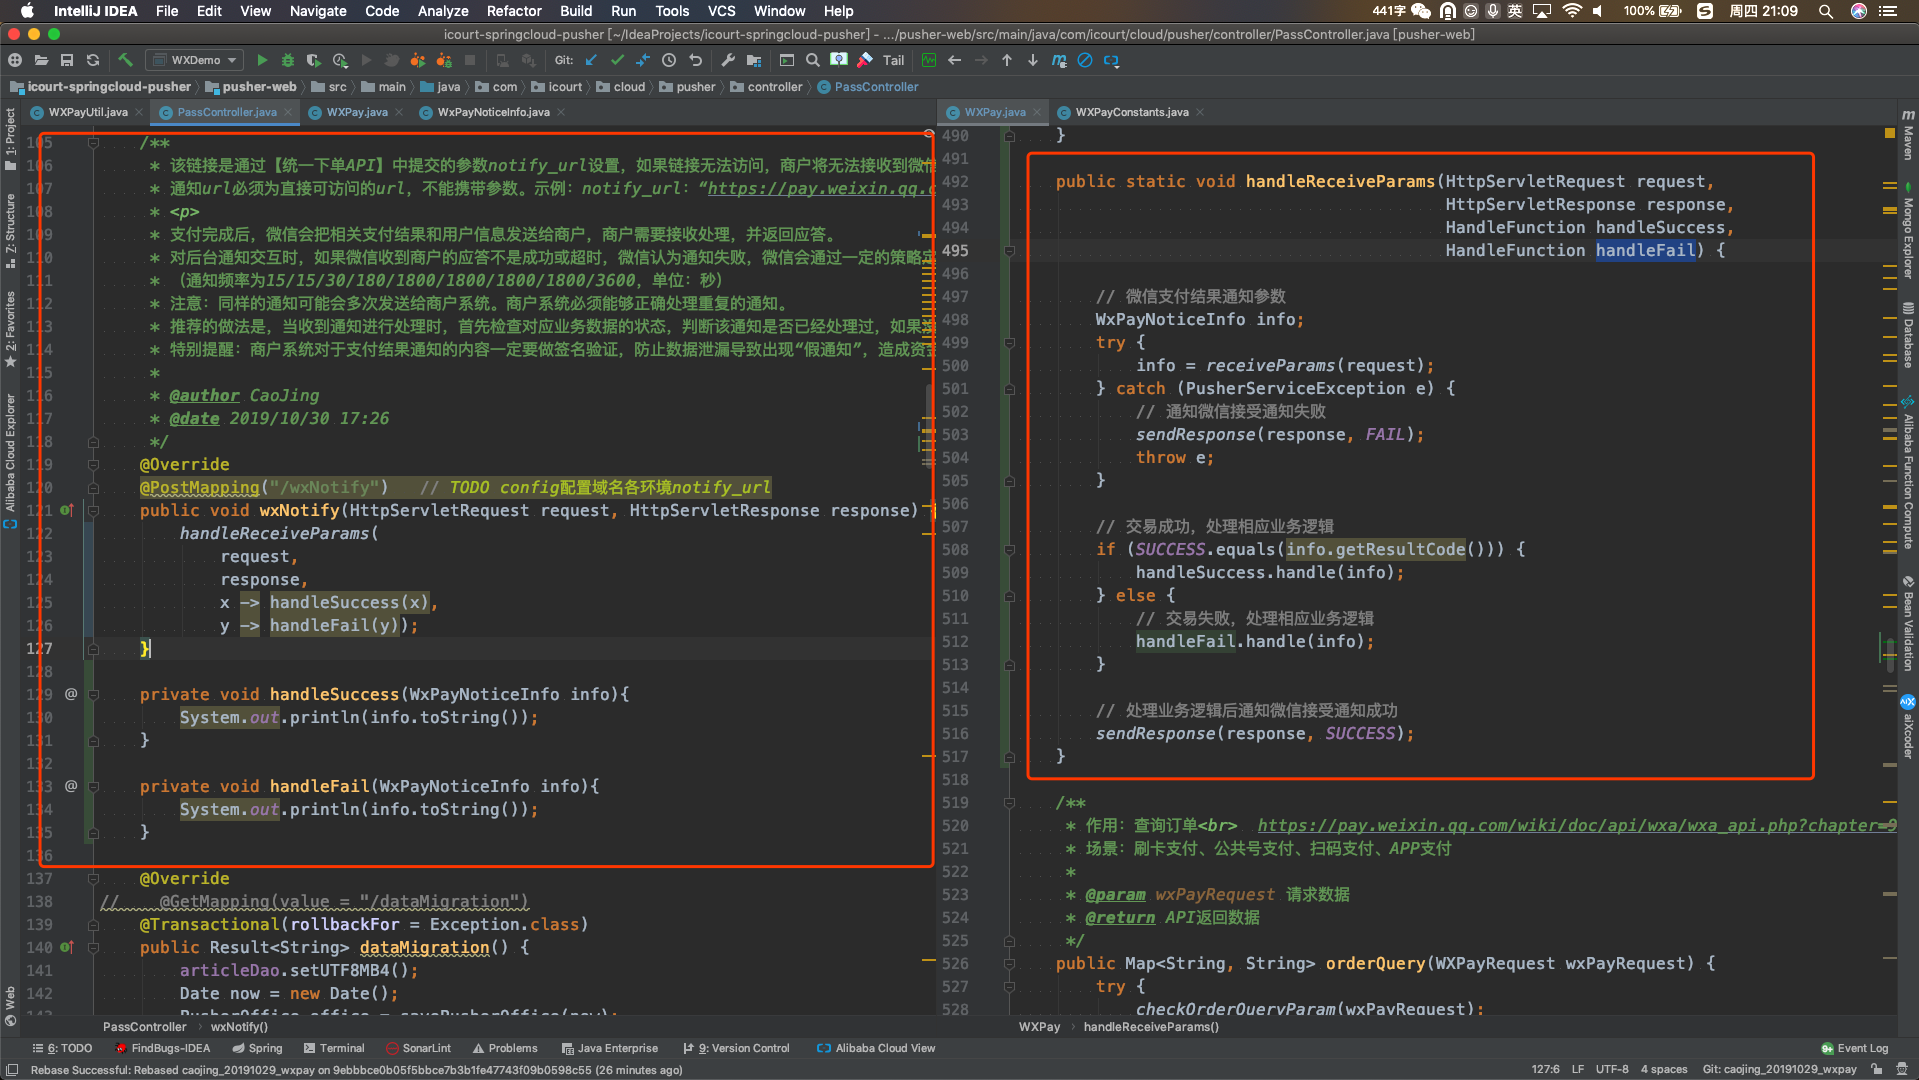 IntelliJ IDEA File Edit View Navigate Code Analyze Refactor Build Run Tools VCS Window Help 441字 英 100% 周四 21:09
icourt-springcloud-pusher [~/IdeaProjects/icourt-springcloud-pusher] - .../pusher-web/src/main/java/com/icourt/cloud/pusher/controller/PassController.java [pusher-web]
WXDemo Git: Tail
icourt-springcloud-pusher pusher-web src main java com icourt cloud pusher controller PassController
WXPayUtil.java PassController.java WXPay.java WxPayNoticeInfo.java
1: Project
Z: Structure
2: Favorites
Alibaba Cloud Explorer
Web
105 /**
106 * 该链接是通过【统一下单API】中提交的参数notify_url设置，如果链接无法访问，商户将无法接收到微信
107 * 通知url必须为直接可访问的url，不能携带参数。示例：notify_url：“https://pay.weixin.qq.c
108 * <p>
109 * 支付完成后，微信会把相关支付结果和用户信息发送给商户，商户需要接收处理，并返回应答。
110 * 对后台通知交互时，如果微信收到商户的应答不是成功或超时，微信认为通知失败，微信会通过一定的策略定
111 * （通知频率为15/15/30/180/1800/1800/1800/1800/3600，单位：秒）
112 * 注意：同样的通知可能会多次发送给商户系统。商户系统必须能够正确处理重复的通知。
113 * 推荐的做法是，当收到通知进行处理时，首先检查对应业务数据的状态，判断该通知是否已经处理过，如果没
114 * 特别提醒：商户系统对于支付结果通知的内容一定要做签名验证，防止数据泄漏导致出现“假通知”，造成资金
115 *
116 * @author CaoJing
117 * @date 2019/10/30 17:26
118 */
119 @Override
120 @PostMapping("/wxNotify") // TODO config配置域名各环境notify_url
121 public void wxNotify(HttpServletRequest request, HttpServletResponse response) {
122 handleReceiveParams(
123 request,
124 response,
125 x -> handleSuccess(x),
126 y -> handleFail(y));
127 }
128
129 @ private void handleSuccess(WxPayNoticeInfo info){
130 System.out.println(info.toString());
131 }
132
133 @ private void handleFail(WxPayNoticeInfo info){
134 System.out.println(info.toString());
135 }
136
137 @Override
138 // @GetMapping(value = "/dataMigration")
139 @Transactional(rollbackFor = Exception.class)
140 public Result<String> dataMigration() {
141 articleDao.setUTF8MB4();
142 Date now = new Date();
143 PusherOffice office = savePusherOffice(now);
PassController wxNotify()
WXPay.java WXPayConstants.java
490 }
491
492 public static void handleReceiveParams(HttpServletRequest request,
493 HttpServletResponse response,
494 HandleFunction handleSuccess,
495 HandleFunction handleFail) {
496
497 // 微信支付结果通知参数
498 WxPayNoticeInfo info;
499 try {
500 info = receiveParams(request);
501 } catch (PusherServiceException e) {
502 // 通知微信接受通知失败
503 sendResponse(response, FAIL);
504 throw e;
505 }
506
507 // 交易成功，处理相应业务逻辑
508 if (SUCCESS.equals(info.getResultCode())) {
509 handleSuccess.handle(info);
510 } else {
511 // 交易失败，处理相应业务逻辑
512 handleFail.handle(info);
513 }
514
515 // 处理业务逻辑后通知微信接受通知成功
516 sendResponse(response, SUCCESS);
517 }
518
519 /**
520 * 作用：查询订单<br> https://pay.weixin.qq.com/wiki/doc/api/wxa/wxa_api.php?chapter=9
521 * 场景：刷卡支付、公共号支付、扫码支付、APP支付
522 *
523 * @param wxPayRequest 请求数据
524 * @return API返回数据
525 */
526 public Map<String, String> orderQuery(WXPayRequest wxPayRequest) {
527 try {
528 checkOrderQueryParam(wxPayRequest);
WXPay handleReceiveParams()
Maven
Mongo Explorer
Database
Alibaba Function Compute
Bean Validation
aiXcoder
6: TODO FindBugs-IDEA Spring Terminal SonarLint Problems Java Enterprise 9: Version Control Alibaba Cloud View 9+ Event Log
Rebase Successful: Rebased caojing_20191029_wxpay on 9ebbbce0b05f5bbce7b3b1fe47743f09b0598c55 (26 minutes ago) 127:6 LF UTF-8 4 spaces Git: caojing_20191029_wxpay